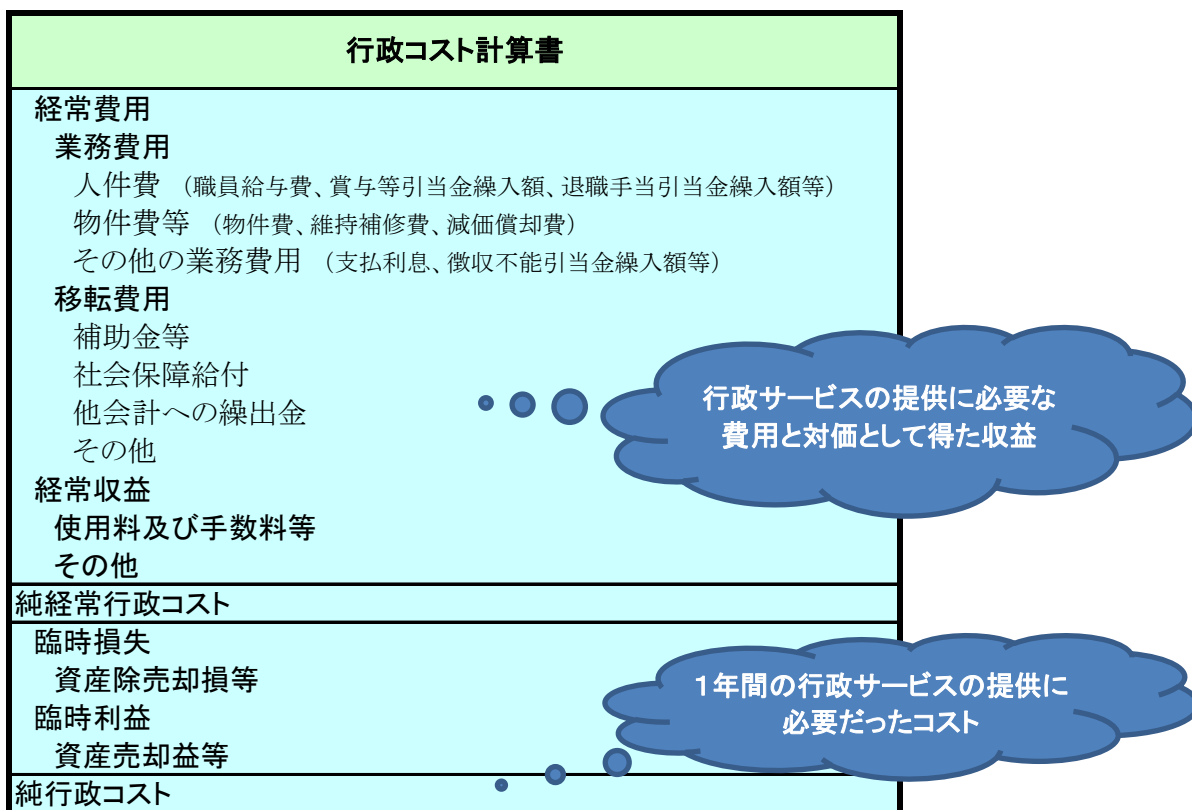 行政コスト計算書
経常費用
業務費用
人件費 （職員給与費、賞与等引当金繰入額、退職手当引当金繰入額等）
物件費等 （物件費、維持補修費、減価償却費）
その他の業務費用 （支払利息、徴収不能引当金繰入額等）
移転費用
補助金等
社会保障給付
他会計への繰出金
その他
行政サービスの提供に必要な
費用と対価として得た収益
経常収益
使用料及び手数料等
その他
純経常行政コスト
臨時損失
資産除売却損等
臨時利益
資産売却益等
１年間の行政サービスの提供に
必要だったコスト
純行政コスト